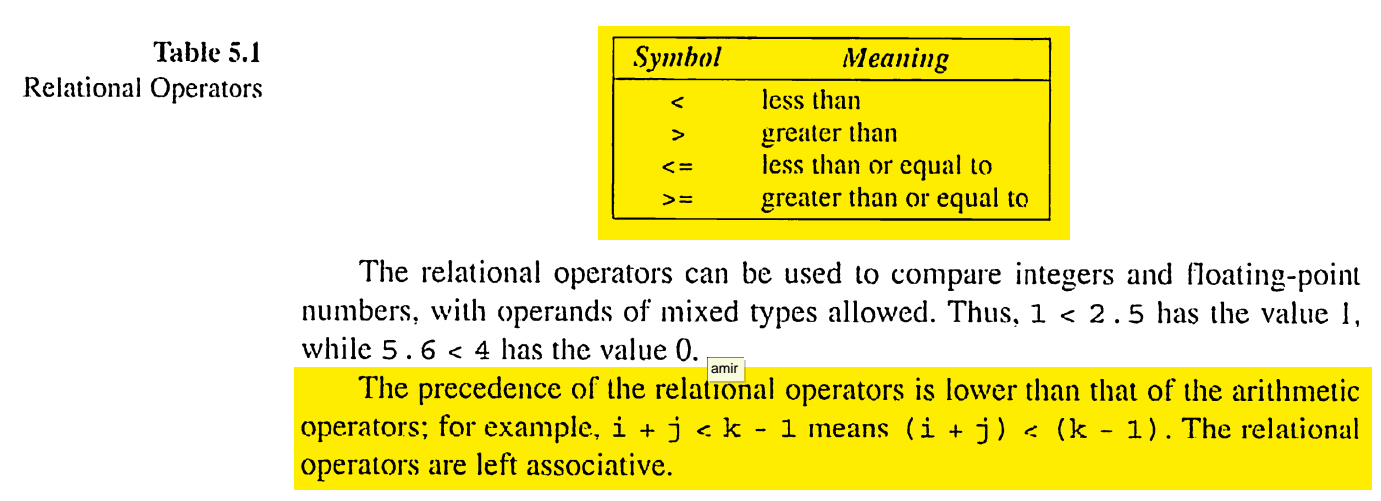 Table 5.1
Relational Operators
Symbol Meaning
< less than
> greater than
<= less than or equal to
>= greater than or equal to
The relational operators can be used to compare integers and floating-point
numbers, with operands of mixed types allowed. Thus, 1 < 2.5 has the value 1,
while 5.6 < 4 has the value 0.
amir
The precedence of the relational operators is lower than that of the arithmetic
operators; for example, i + j < k - 1 means (i + j) < (k - 1). The relational
operators are left associative.